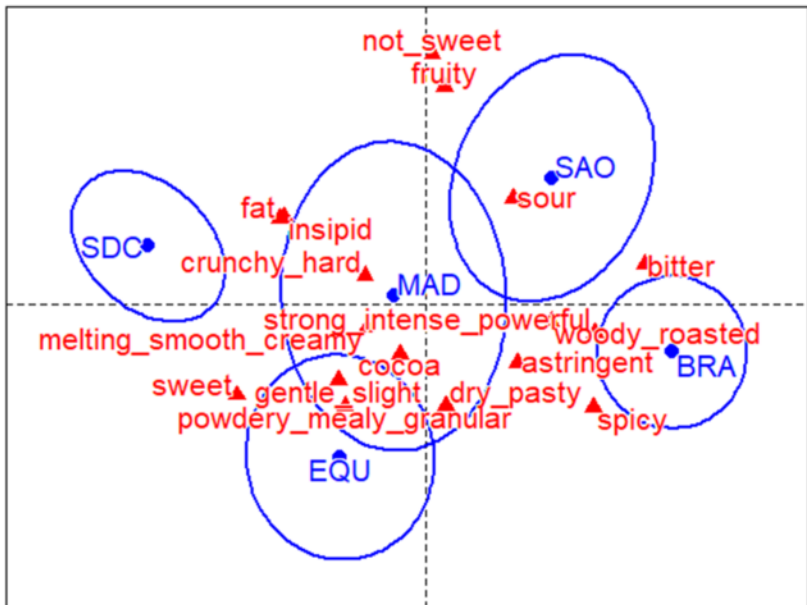 not_sweet
fruity
SAO
sour
fat
insipid
SDC
crunchy_hard
bitter
MAD
strong_intense_powetful
woody_roasted
melting_smooth_creamy
cocoa
astringent
BRA
sweet
gentle_slight
dry_pasty
powdery_mealy_granular
spicy
EQU